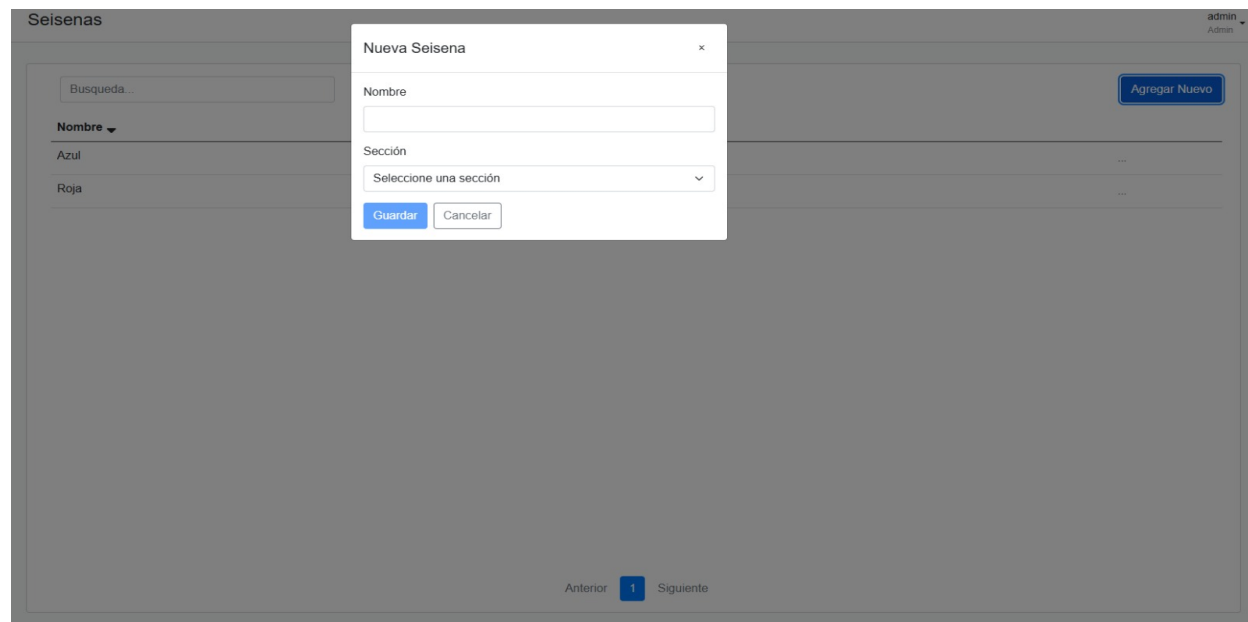 Seisenas
admin
Admin
Nueva Seisena ×
Busqueda...
Agregar Nuevo
Nombre
Nombre
Azul ...
Roja ...
Sección
Seleccione una sección
Guardar Cancelar
Anterior 1 Siguiente